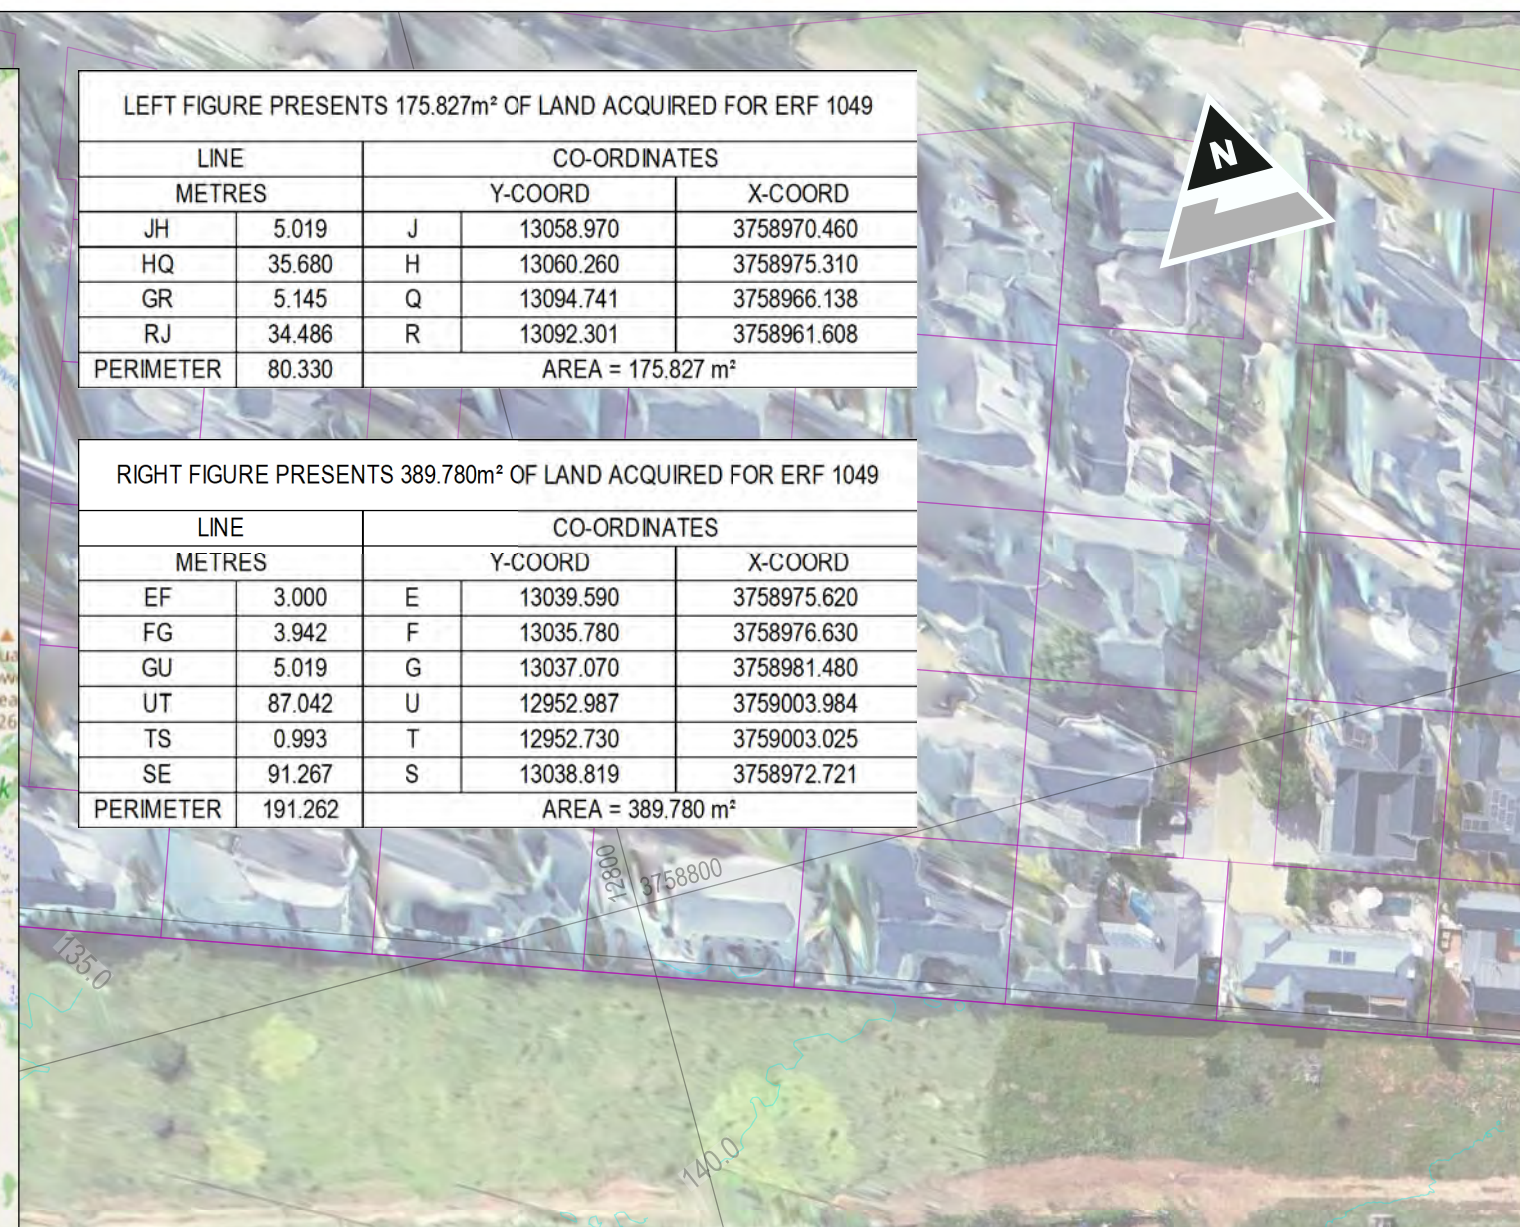 LEFT FIGURE PRESENTS 175.827m² OF LAND ACQUIRED FOR ERF 1049
LINE CO-ORDINATES
METRES Y-COORD X-COORD
JH 5.019 J 13058.970 3758970.460
HQ 35.680 H 13060.260 3758975.310
GR 5.145 Q 13094.741 3758966.138
RJ 34.486 R 13092.301 3758961.608
PERIMETER 80.330 AREA = 175.827 m²
N
RIGHT FIGURE PRESENTS 389.780m² OF LAND ACQUIRED FOR ERF 1049
LINE CO-ORDINATES
METRES Y-COORD X-COORD
EF 3.000 E 13039.590 3758975.620
FG 3.942 F 13035.780 3758976.630
GU 5.019 G 13037.070 3758981.480
UT 87.042 U 12952.987 3759003.984
TS 0.993 T 12952.730 3759003.025
SE 91.267 S 13038.819 3758972.721
PERIMETER 191.262 AREA = 389.780 m²
12800
3758800
135.0
140.0